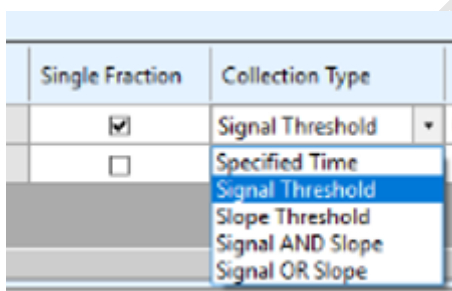 Single Fraction Collection Type
Signal Threshold
Specified Time
Signal Threshold
Slope Threshold
Signal AND Slope
Signal OR Slope